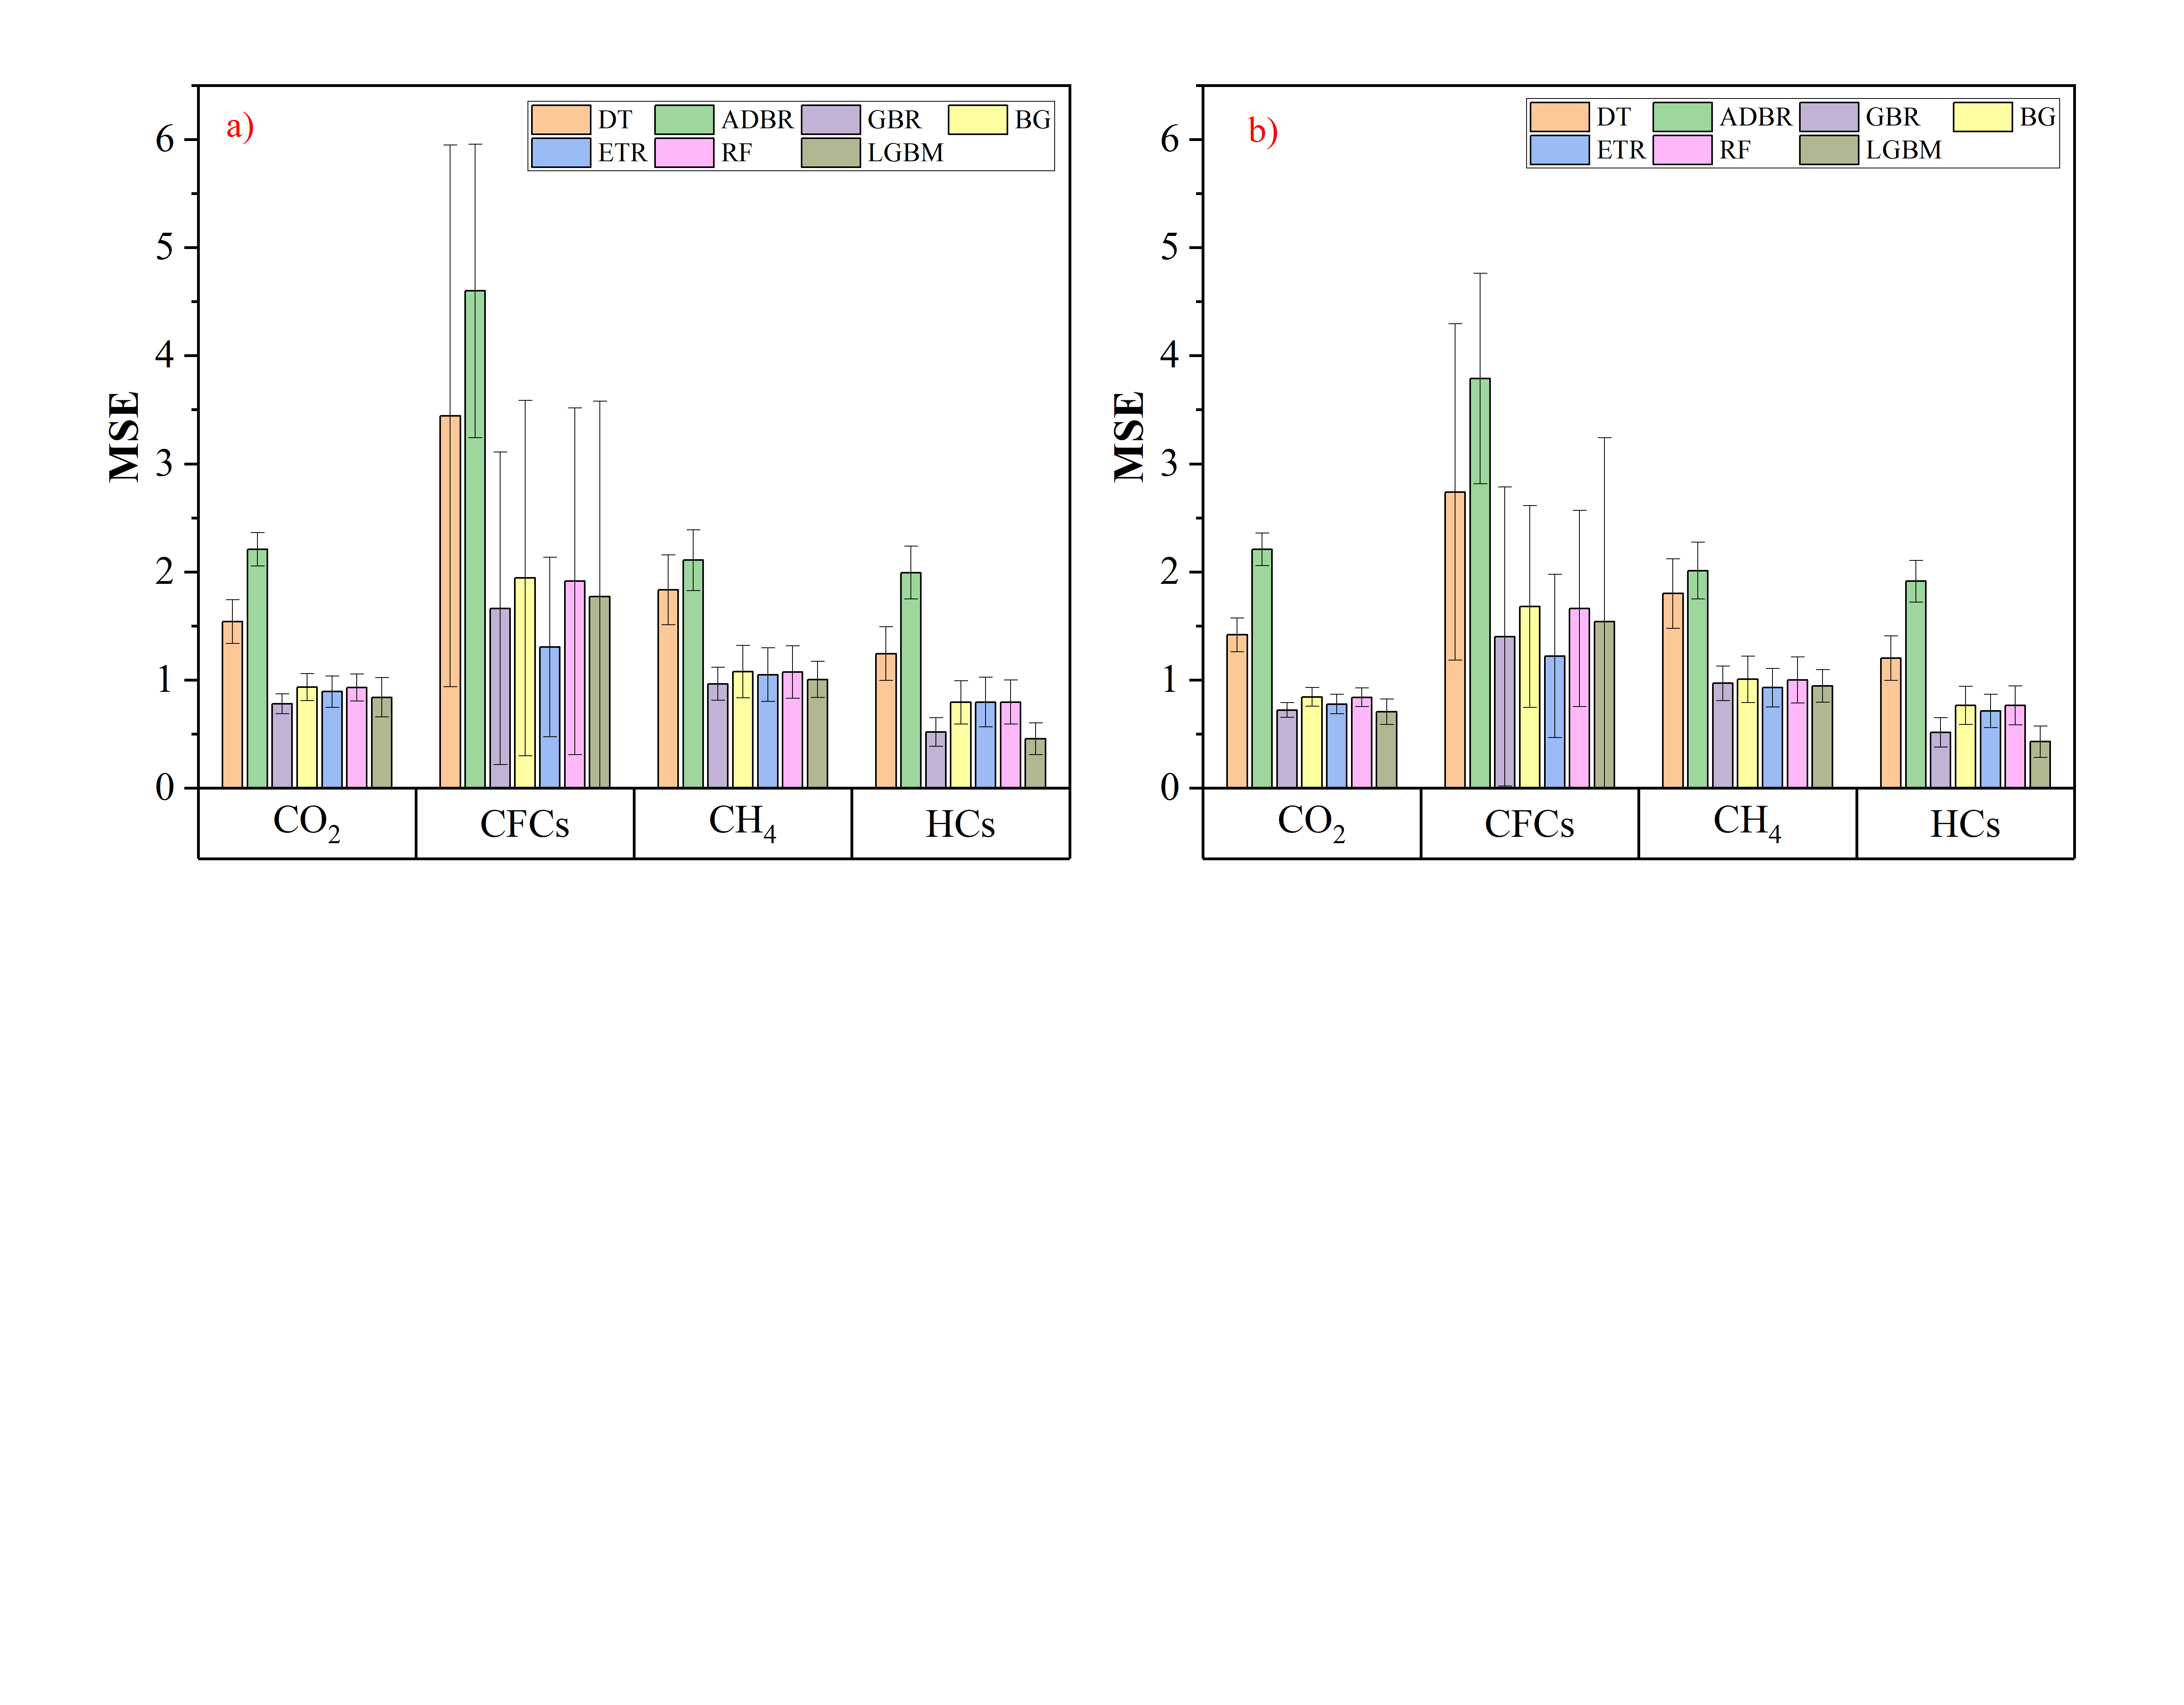 a)
DT ADBR GBR BG
ETR RF LGBM
MSE
6
5
4
3
2
1
0
CO₂ CFCs CH₄ HCs
b)
DT ADBR GBR BG
ETR RF LGBM
MSE
6
5
4
3
2
1
0
CO₂ CFCs CH₄ HCs